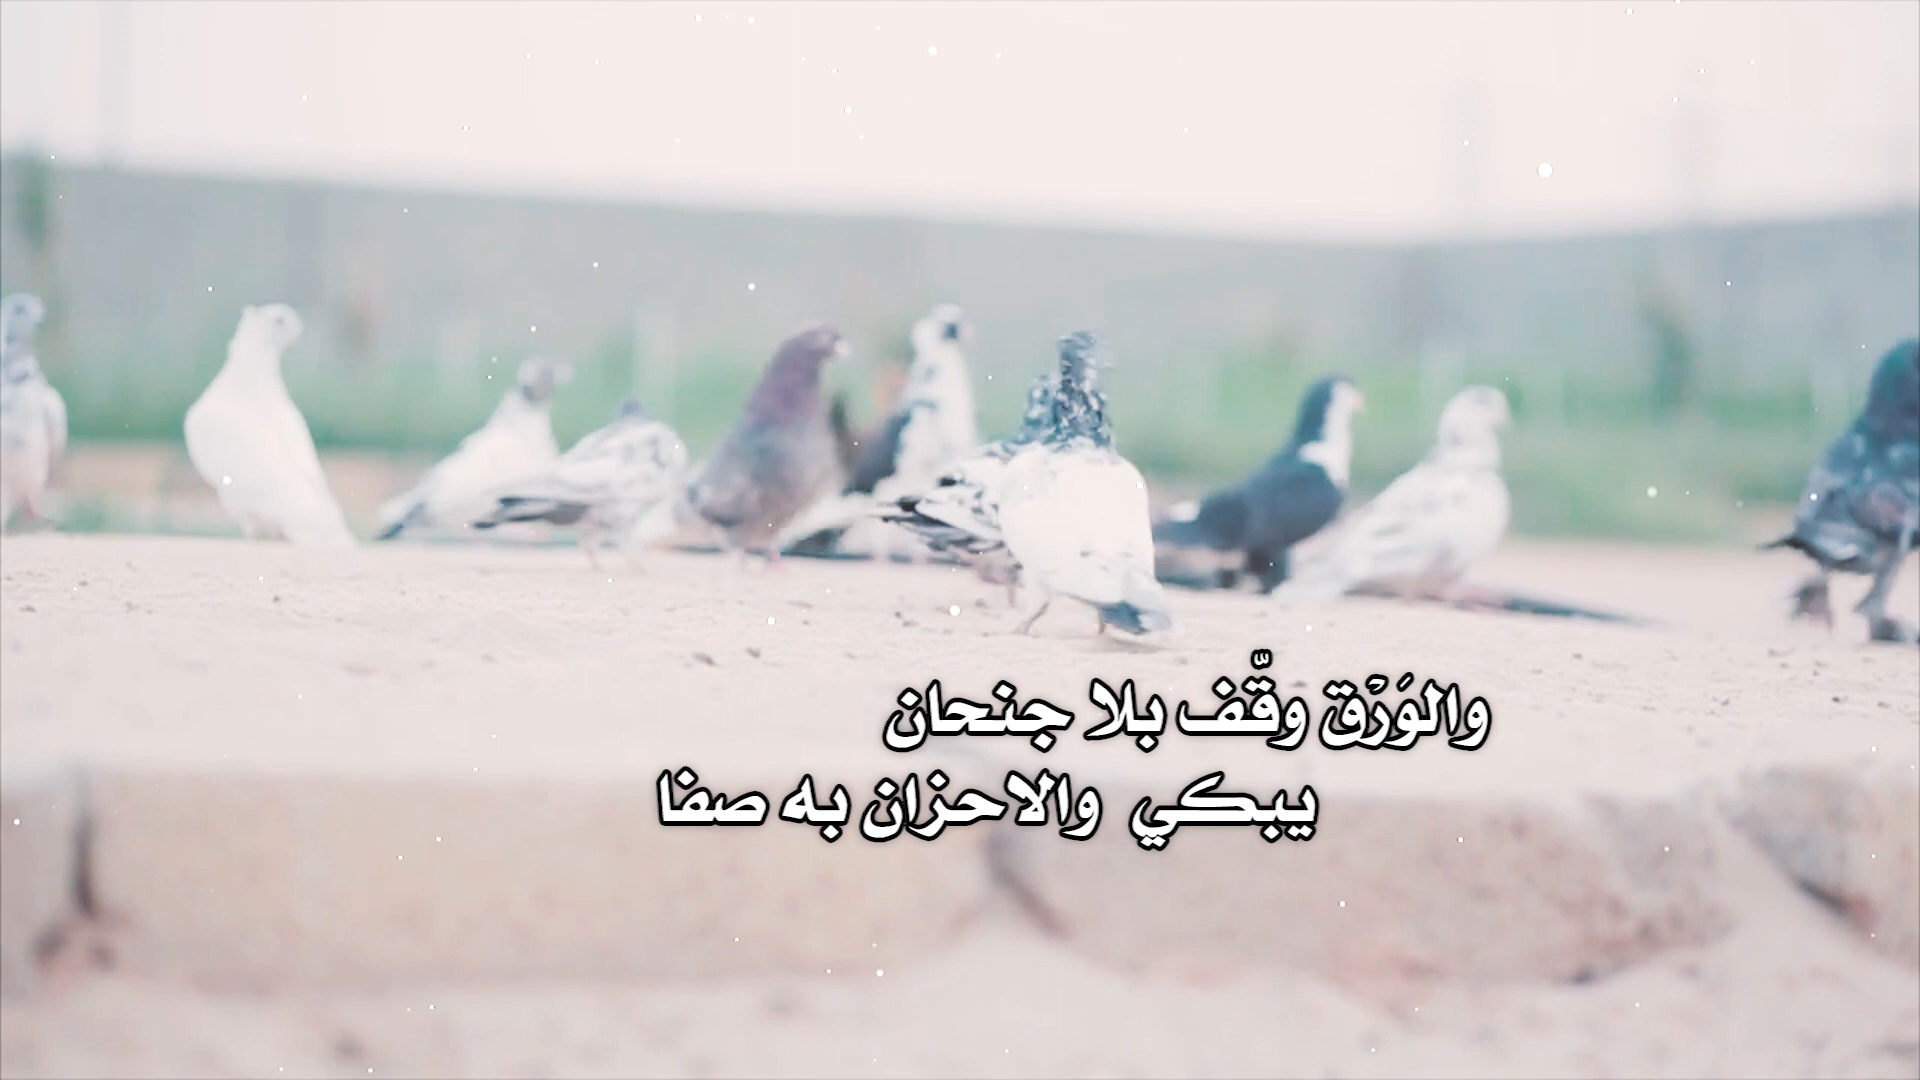 والوَرْق وقّف بلا جنحان
يبكي والاحزان به صفا